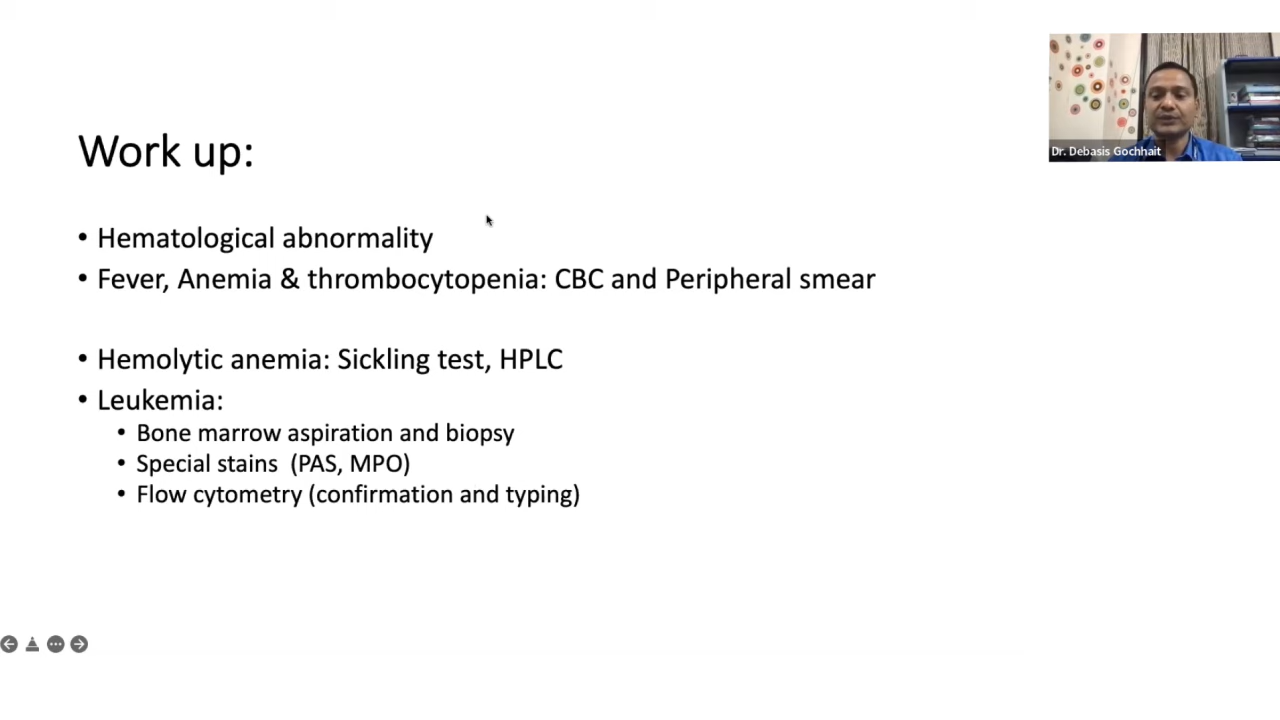 Dr. Debasis Gochhait
Work up:
• Hematological abnormality
• Fever, Anemia & thrombocytopenia: CBC and Peripheral smear
• Hemolytic anemia: Sickling test, HPLC
• Leukemia:
• Bone marrow aspiration and biopsy
• Special stains (PAS, MPO)
• Flow cytometry (confirmation and typing)